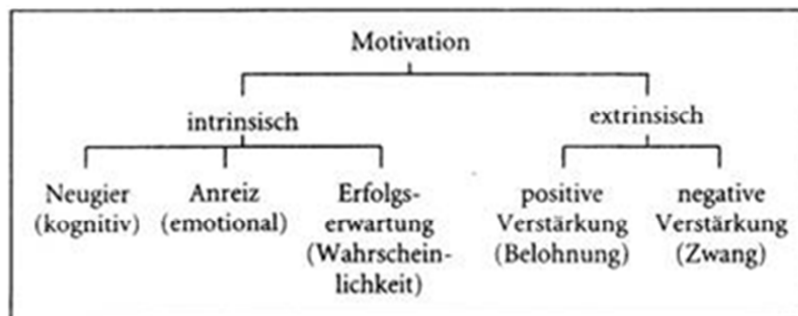 Motivation
intrinsisch
extrinsisch
Neugier
(kognitiv)
Anreiz
(emotional)
Erfolgs-
erwartung
(Wahrschein-
lichkeit)
positive
Verstärkung
(Belohnung)
negative
Verstärkung
(Zwang)